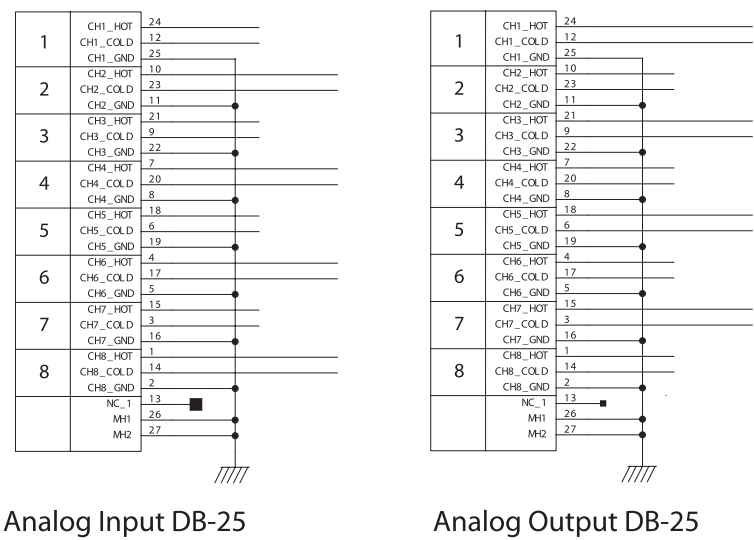 1
CH1_HOT 24
CH1_COLD 12
CH1_GND 25
2
CH2_HOT 10
CH2_COLD 23
CH2_GND 11
3
CH3_HOT 21
CH3_COLD 9
CH3_GND 22
4
CH4_HOT 7
CH4_COLD 20
CH4_GND 8
5
CH5_HOT 18
CH5_COLD 6
CH5_GND 19
6
CH6_HOT 4
CH6_COLD 17
CH6_GND 5
7
CH7_HOT 15
CH7_COLD 3
CH7_GND 16
8
CH8_HOT 1
CH8_COLD 14
CH8_GND 2
NC_1 13
MH1 26
MH2 27
Analog Input DB-25
1
CH1_HOT 24
CH1_COLD 12
CH1_GND 25
2
CH2_HOT 10
CH2_COLD 23
CH2_GND 11
3
CH3_HOT 21
CH3_COLD 9
CH3_GND 22
4
CH4_HOT 7
CH4_COLD 20
CH4_GND 8
5
CH5_HOT 18
CH5_COLD 6
CH5_GND 19
6
CH6_HOT 4
CH6_COLD 17
CH6_GND 5
7
CH7_HOT 15
CH7_COLD 3
CH7_GND 16
8
CH8_HOT 1
CH8_COLD 14
CH8_GND 2
NC_1 13
MH1 26
MH2 27
Analog Output DB-25